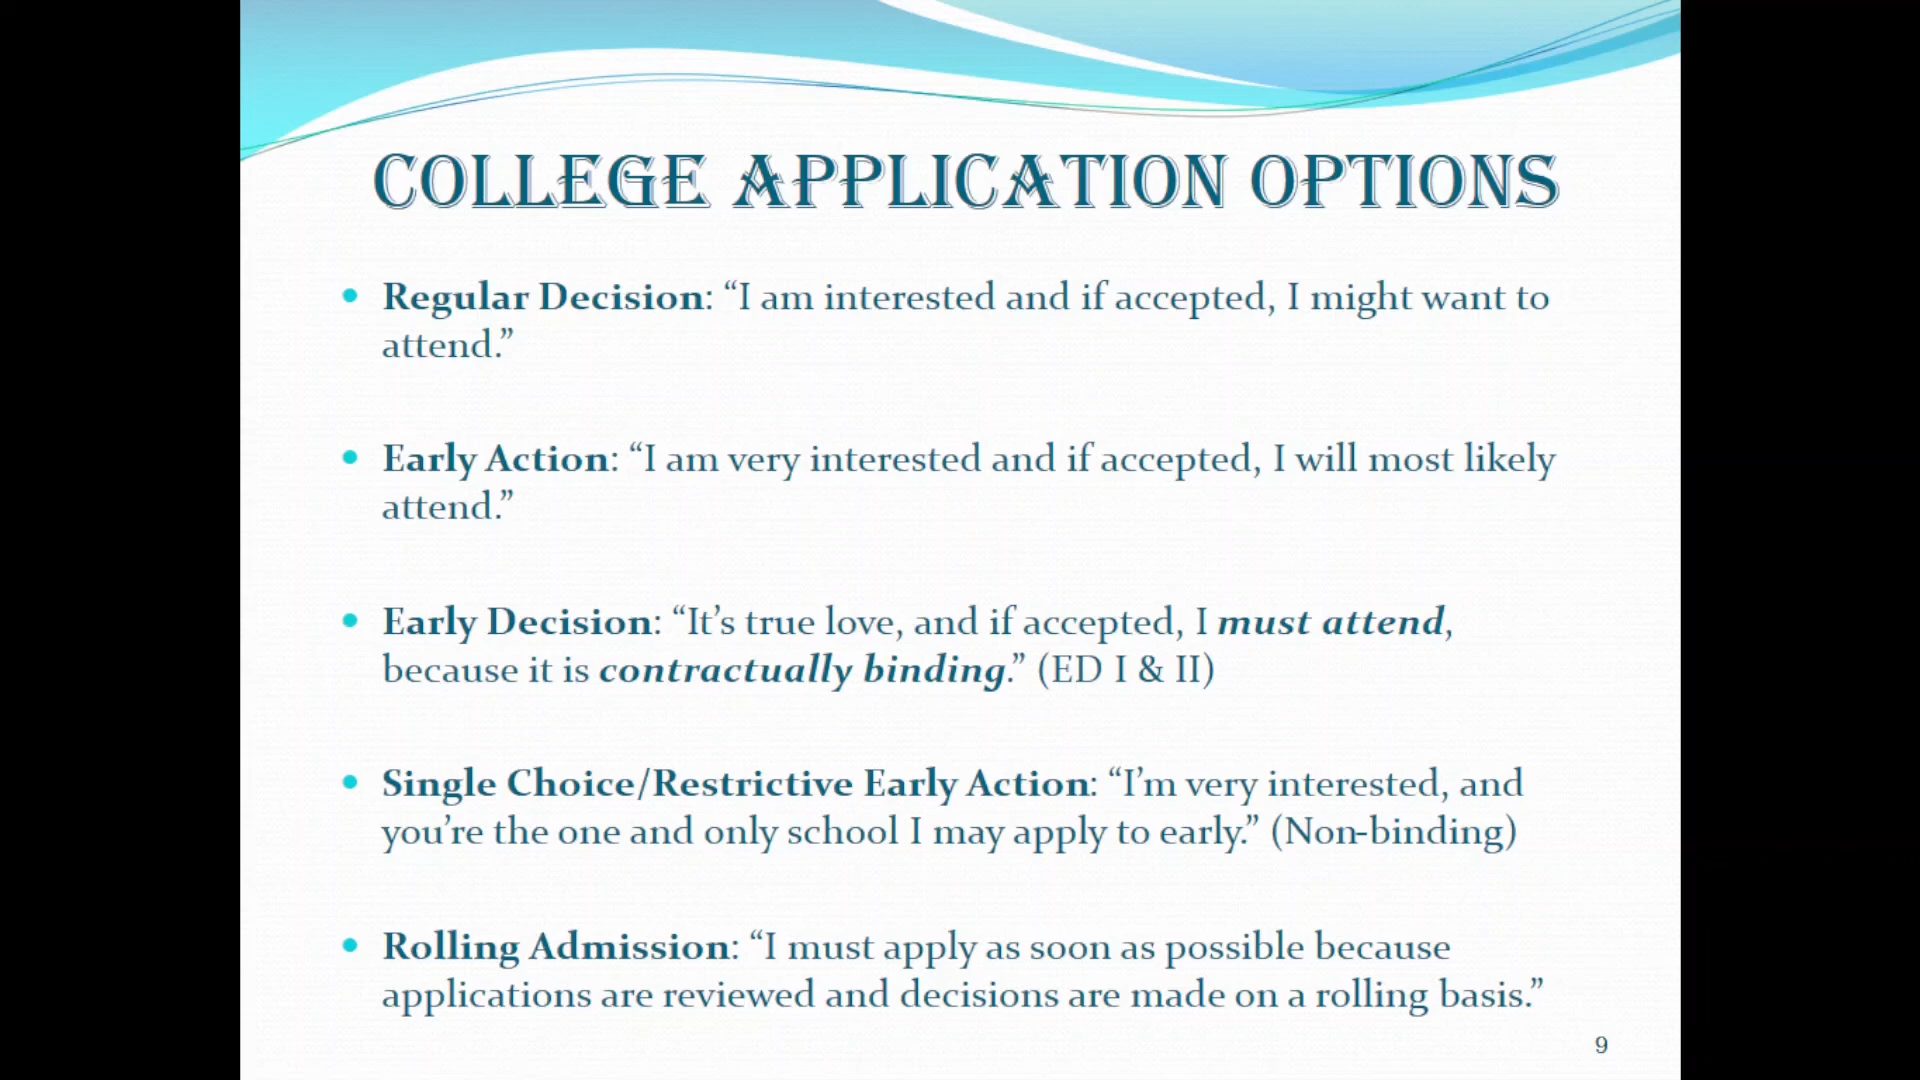 COLLEGE APPLICATION OPTIONS
• Regular Decision: “I am interested and if accepted, I might want to
attend.”
• Early Action: “I am very interested and if accepted, I will most likely
attend.”
• Early Decision: “It’s true love, and if accepted, I must attend,
because it is contractually binding.” (ED I & II)
• Single Choice/Restrictive Early Action: “I’m very interested, and
you’re the one and only school I may apply to early.” (Non-binding)
• Rolling Admission: “I must apply as soon as possible because
applications are reviewed and decisions are made on a rolling basis.”
9